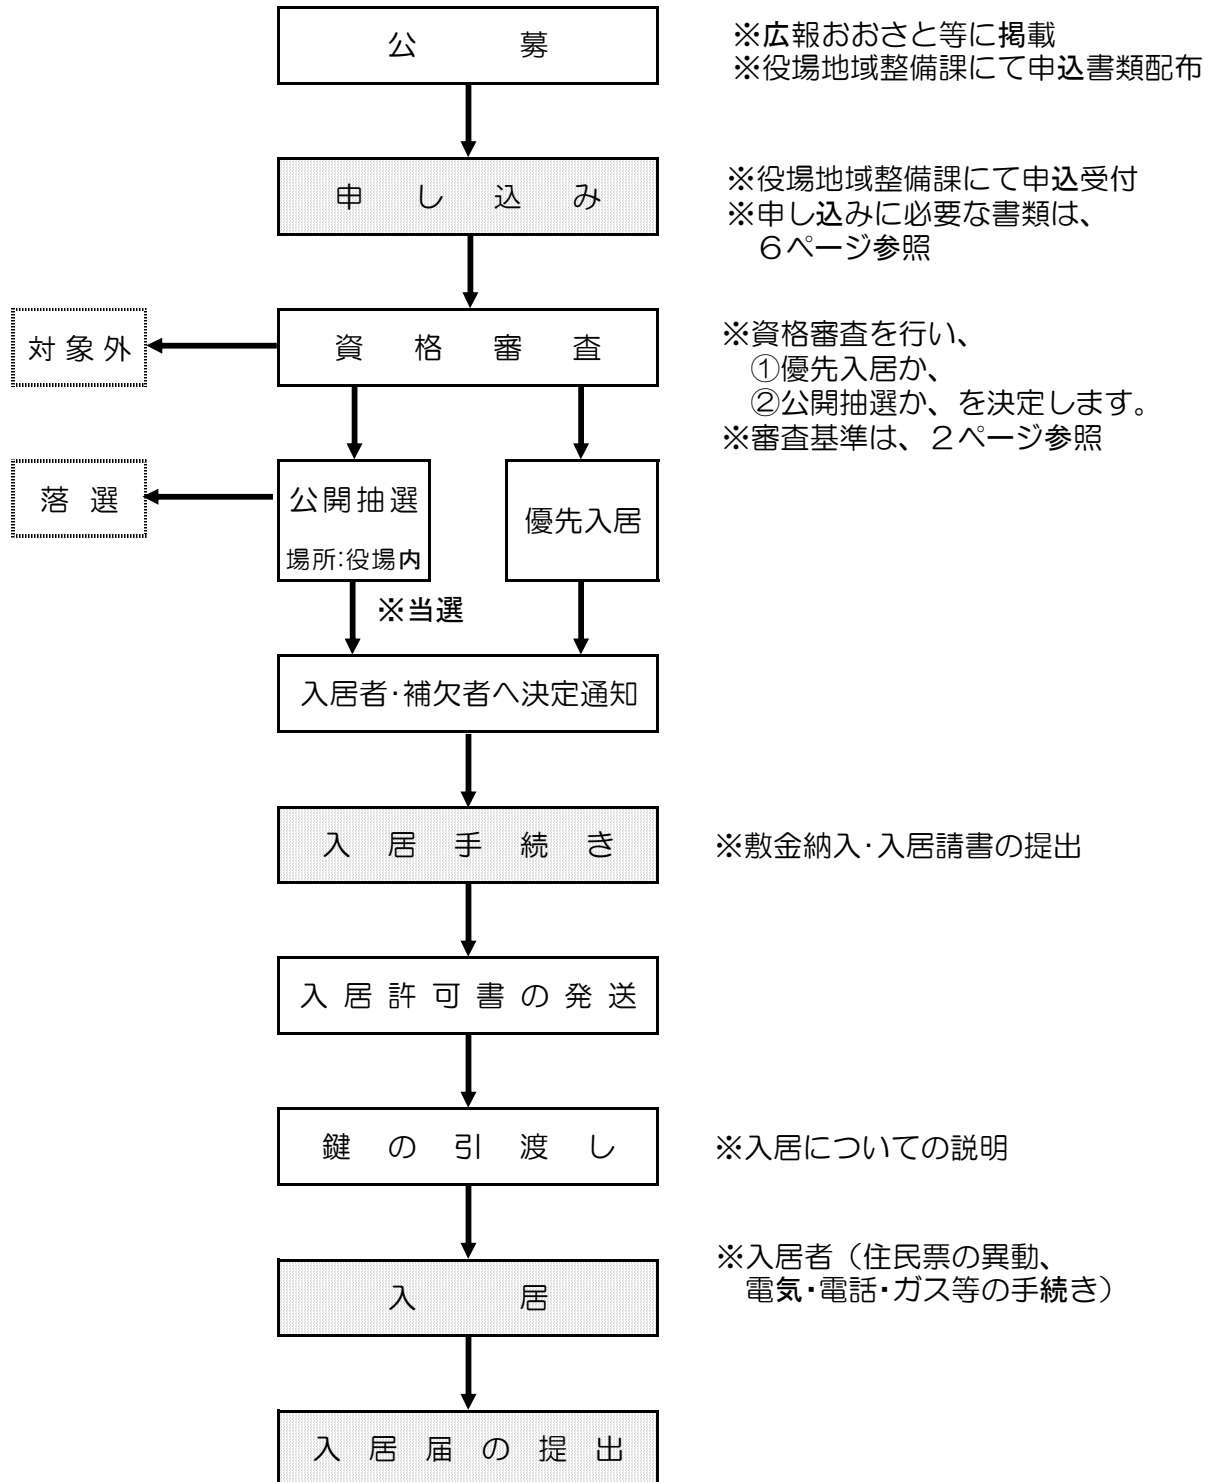 公募
※広報おおさと等に掲載
※役場地域整備課にて申込書類配布
申し込み
※役場地域整備課にて申込受付
※申し込みに必要な書類は、
６ページ参照
対象外
資格審査
※資格審査を行い、
①優先入居か、
②公開抽選か、を決定します。
※審査基準は、２ページ参照
落選
公開抽選
場所:役場内
優先入居
※当選
入居者･補欠者へ決定通知
入居手続き
※敷金納入･入居請書の提出
入居許可書の発送
鍵の引渡し
※入居についての説明
入居
※入居者（住民票の異動、
電気・電話・ガス等の手続き）
入居届の提出